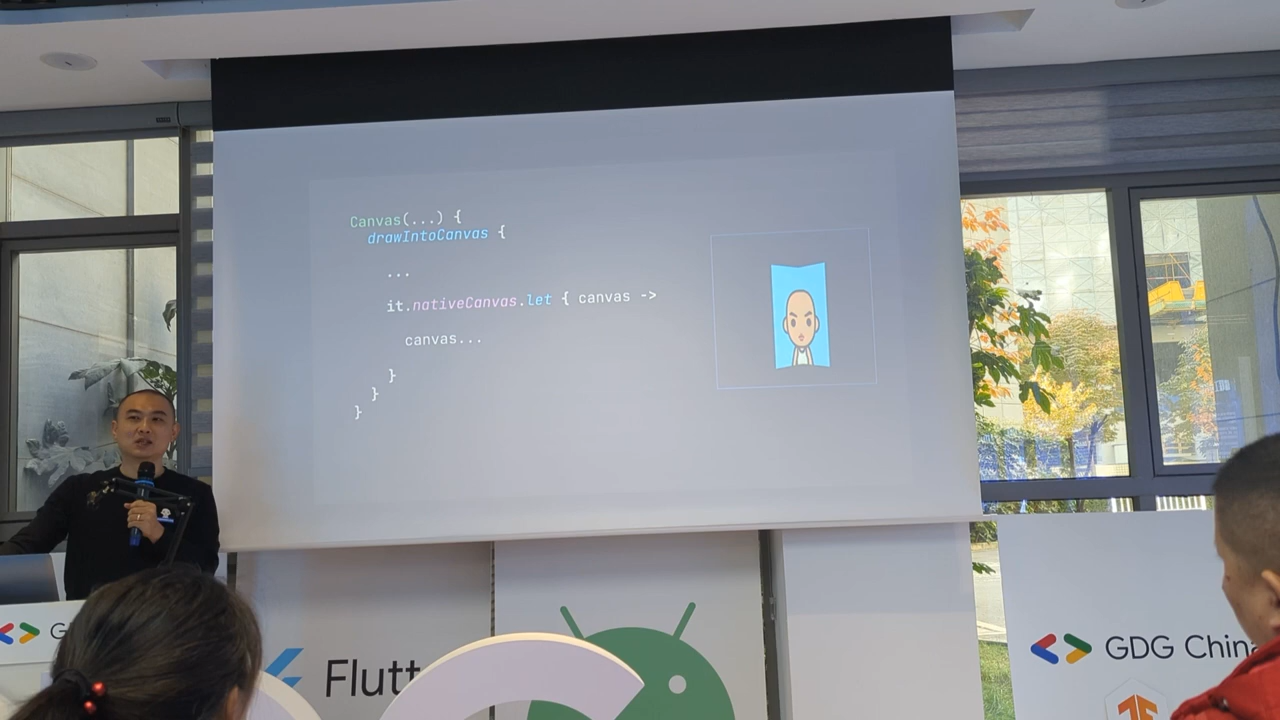 Canvas(...) {
drawIntoCanvas {
...
it.nativeCanvas.let { canvas ->
canvas...
}
}
}
G
Flutt
GDG China